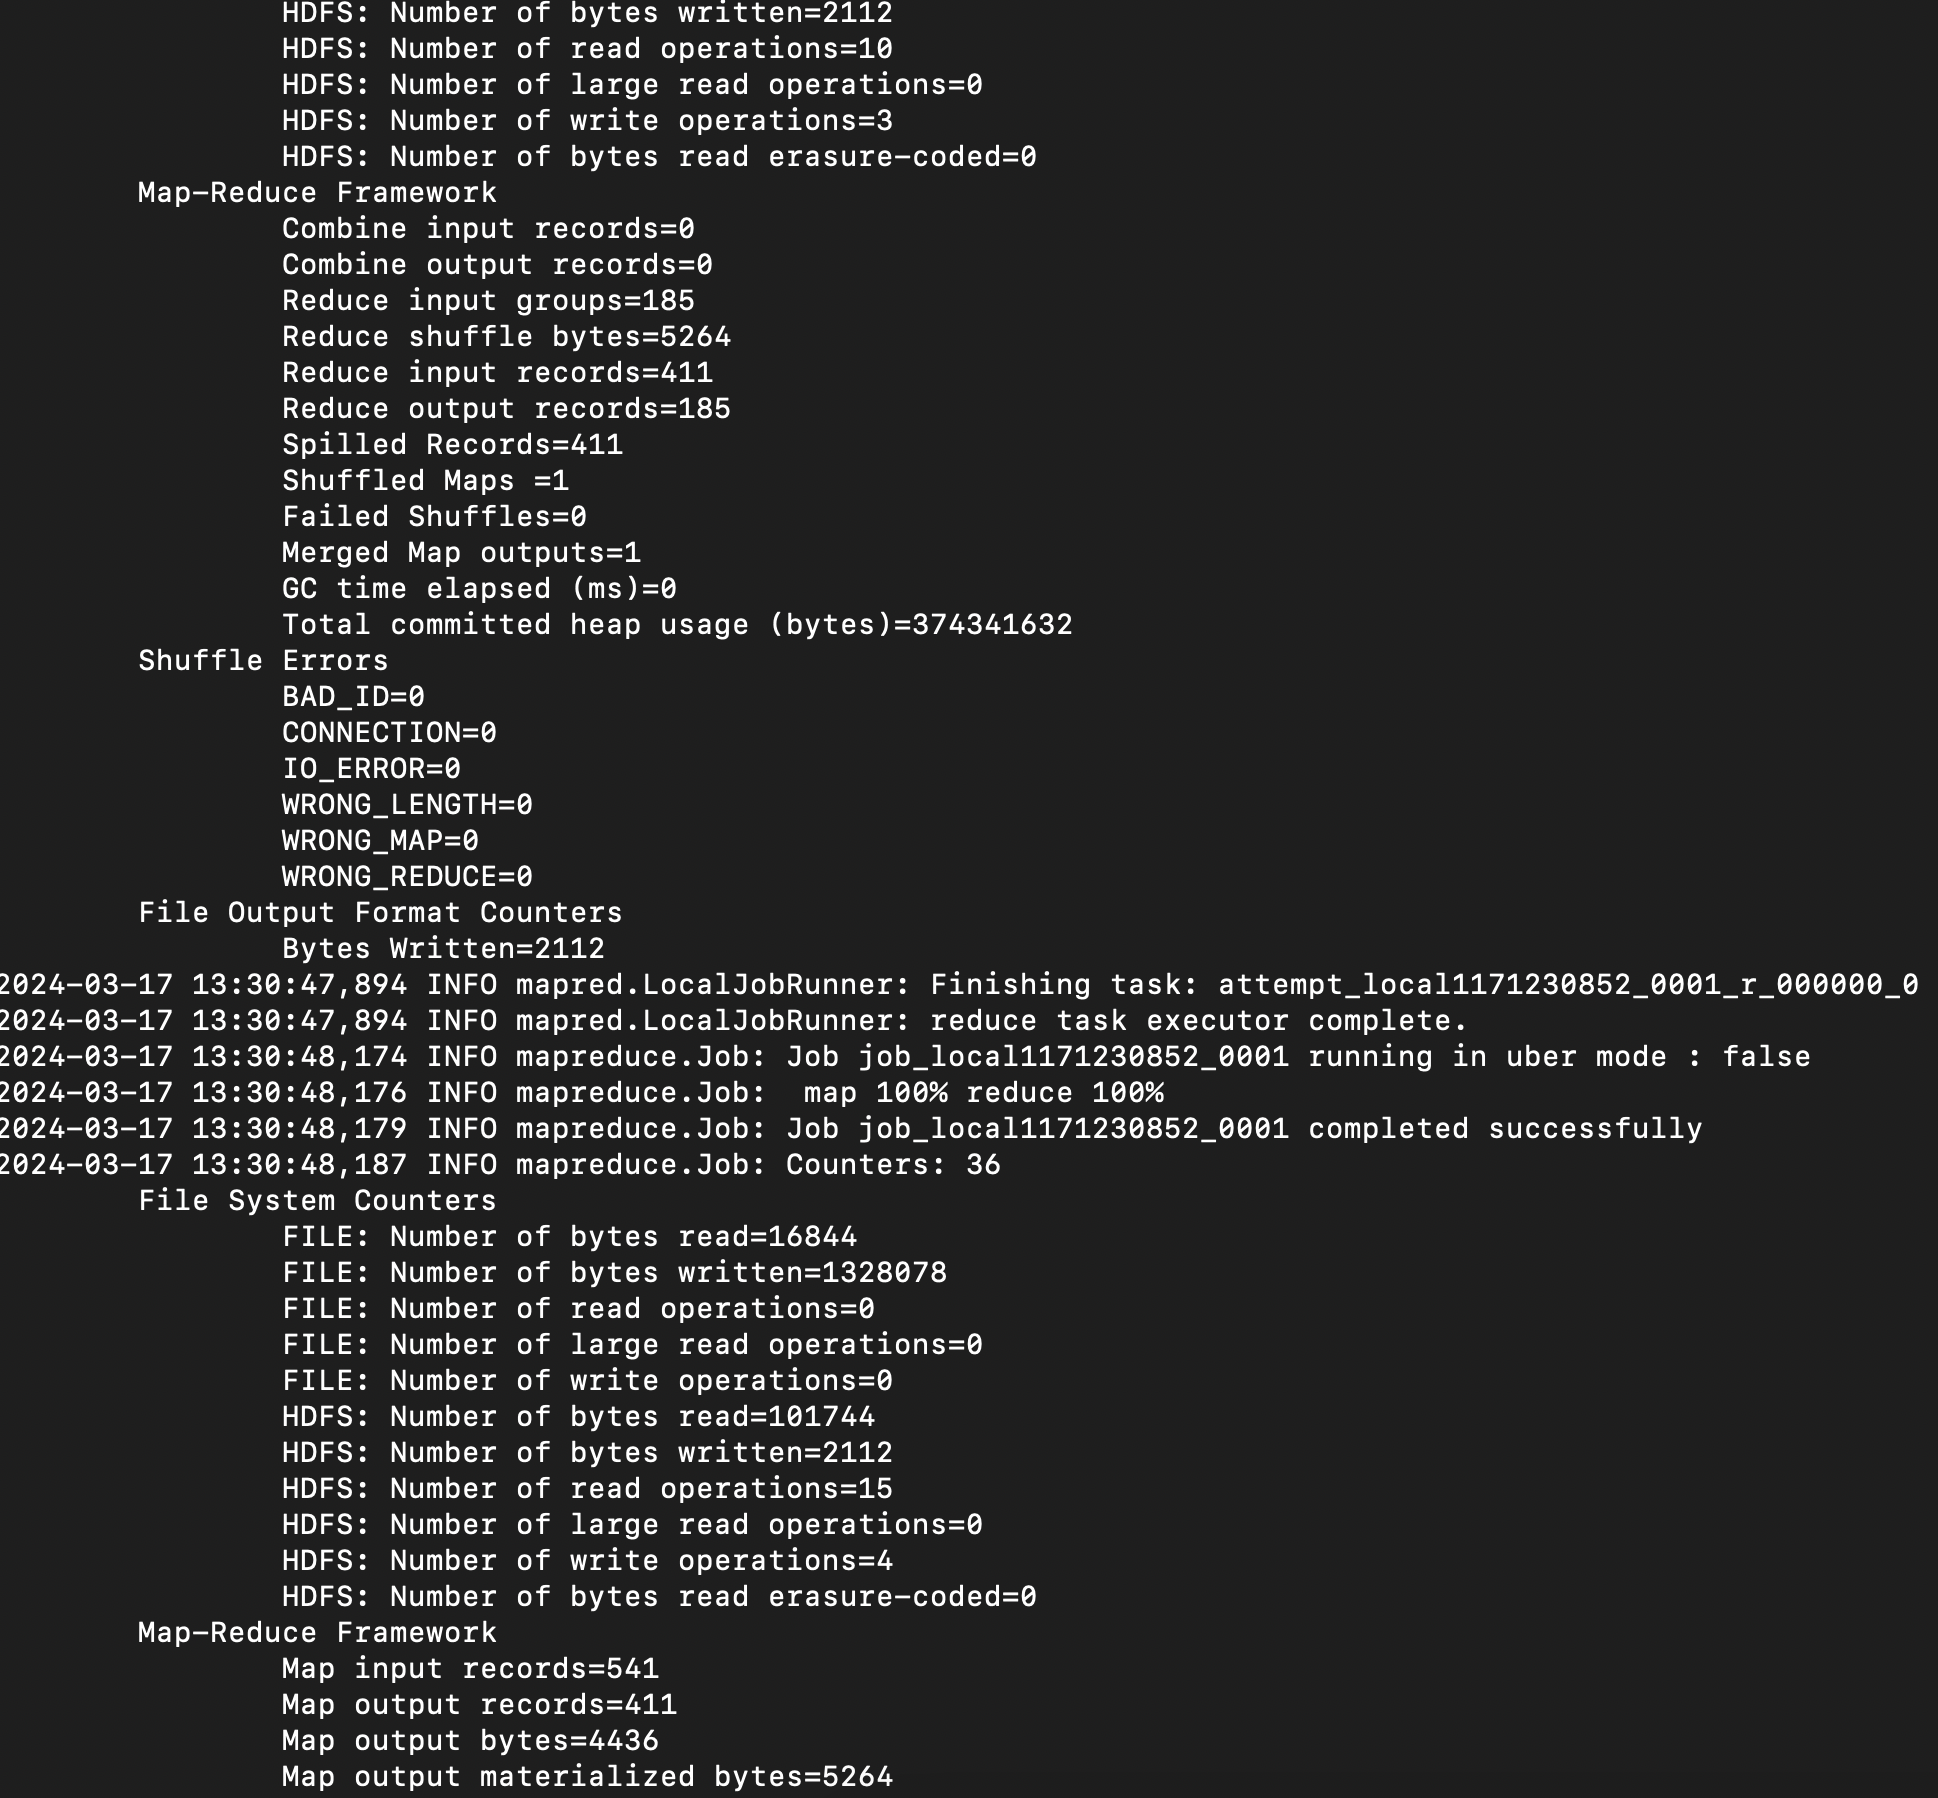 HDFS: Number of bytes written=2112
HDFS: Number of read operations=10
HDFS: Number of large read operations=0
HDFS: Number of write operations=3
HDFS: Number of bytes read erasure-coded=0
Map-Reduce Framework
Combine input records=0
Combine output records=0
Reduce input groups=185
Reduce shuffle bytes=5264
Reduce input records=411
Reduce output records=185
Spilled Records=411
Shuffled Maps =1
Failed Shuffles=0
Merged Map outputs=1
GC time elapsed (ms)=0
Total committed heap usage (bytes)=374341632
Shuffle Errors
BAD_ID=0
CONNECTION=0
IO_ERROR=0
WRONG_LENGTH=0
WRONG_MAP=0
WRONG_REDUCE=0
File Output Format Counters
Bytes Written=2112
2024-03-17 13:30:47,894 INFO mapred.LocalJobRunner: Finishing task: attempt_local1171230852_0001_r_000000_0
2024-03-17 13:30:47,894 INFO mapred.LocalJobRunner: reduce task executor complete.
2024-03-17 13:30:48,174 INFO mapreduce.Job: Job job_local1171230852_0001 running in uber mode : false
2024-03-17 13:30:48,176 INFO mapreduce.Job:  map 100% reduce 100%
2024-03-17 13:30:48,179 INFO mapreduce.Job: Job job_local1171230852_0001 completed successfully
2024-03-17 13:30:48,187 INFO mapreduce.Job: Counters: 36
File System Counters
FILE: Number of bytes read=16844
FILE: Number of bytes written=1328078
FILE: Number of read operations=0
FILE: Number of large read operations=0
FILE: Number of write operations=0
HDFS: Number of bytes read=101744
HDFS: Number of bytes written=2112
HDFS: Number of read operations=15
HDFS: Number of large read operations=0
HDFS: Number of write operations=4
HDFS: Number of bytes read erasure-coded=0
Map-Reduce Framework
Map input records=541
Map output records=411
Map output bytes=4436
Map output materialized bytes=5264